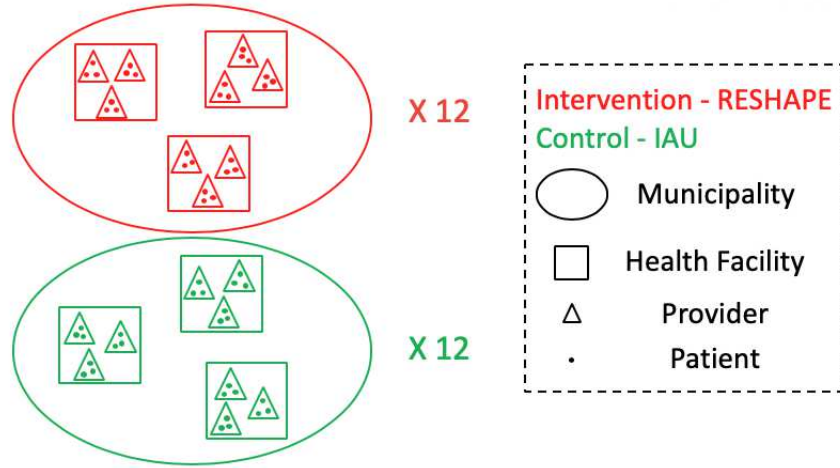 X 12
X 12
Intervention - RESHAPE
Control - IAU
Municipality
Health Facility
Provider
Patient